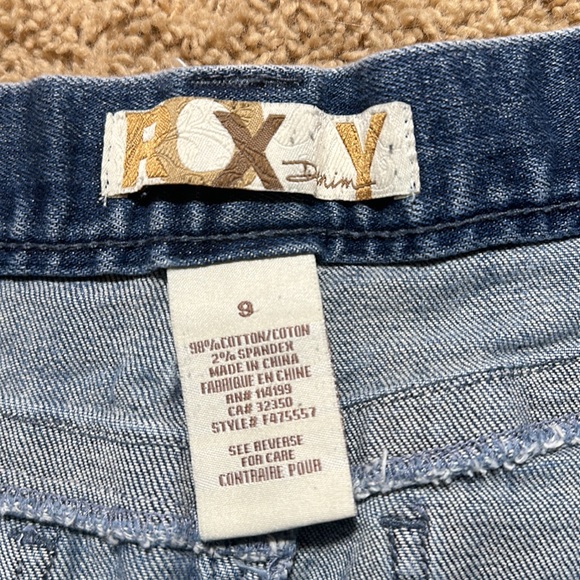 ROXY
Denim
9
98%COTTON/COTON
2% SPANDEX
MADE IN CHINA
FABRIQUE EN CHINE
RN# 114199
CA# 32350
STYLE# F475557
SEE REVERSE
FOR CARE
CONTRAIRE POUR